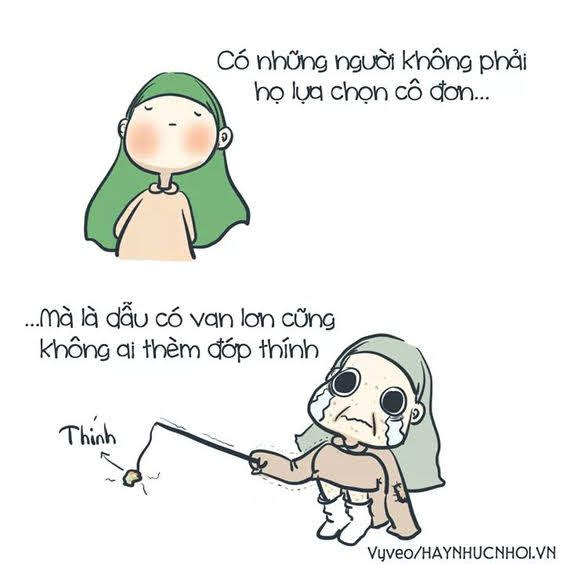 Có những người không phải
họ lựa chọn cô đơn...
...Mà là dẫu có van lơn cũng
không ai thèm đớp thính
Thính
Vyveo/HAYNHUCNHOI.VN